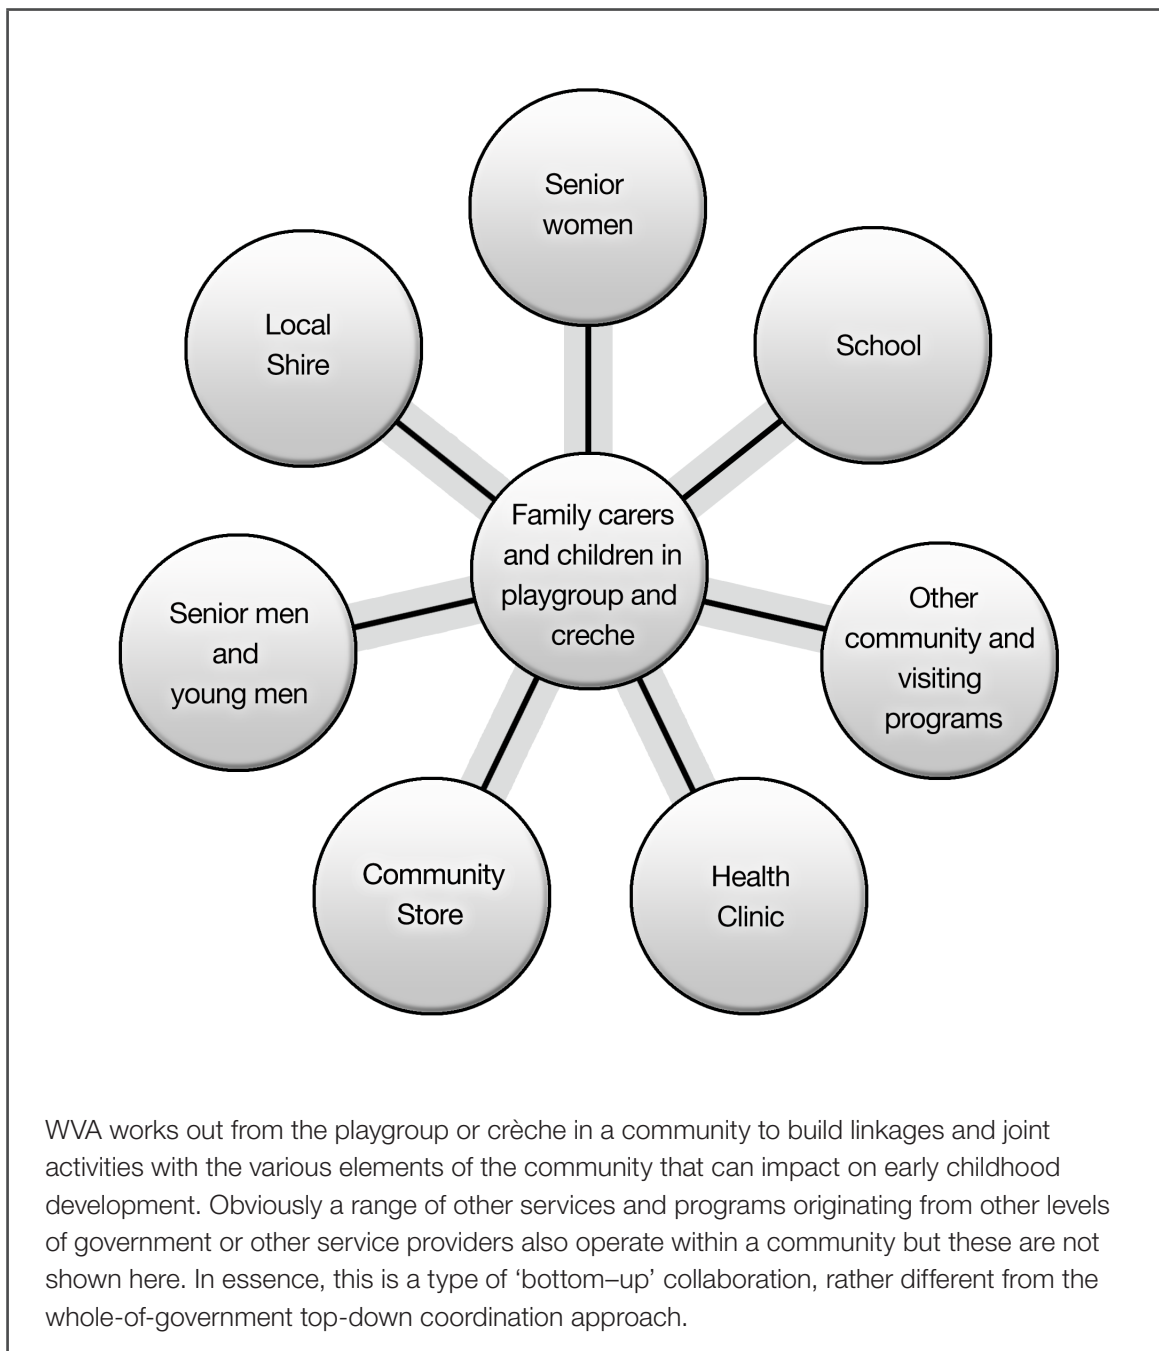 Senior
women
Local
Shire
School
Family carers
and children in
playgroup and
creche
Senior men
and
young men
Other
community and
visiting
programs
Community
Store
Health
Clinic
WVA works out from the playgroup or crèche in a community to build linkages and joint
activities with the various elements of the community that can impact on early childhood
development. Obviously a range of other services and programs originating from other levels
of government or other service providers also operate within a community but these are not
shown here. In essence, this is a type of ‘bottom–up’ collaboration, rather different from the
whole-of-government top-down coordination approach.